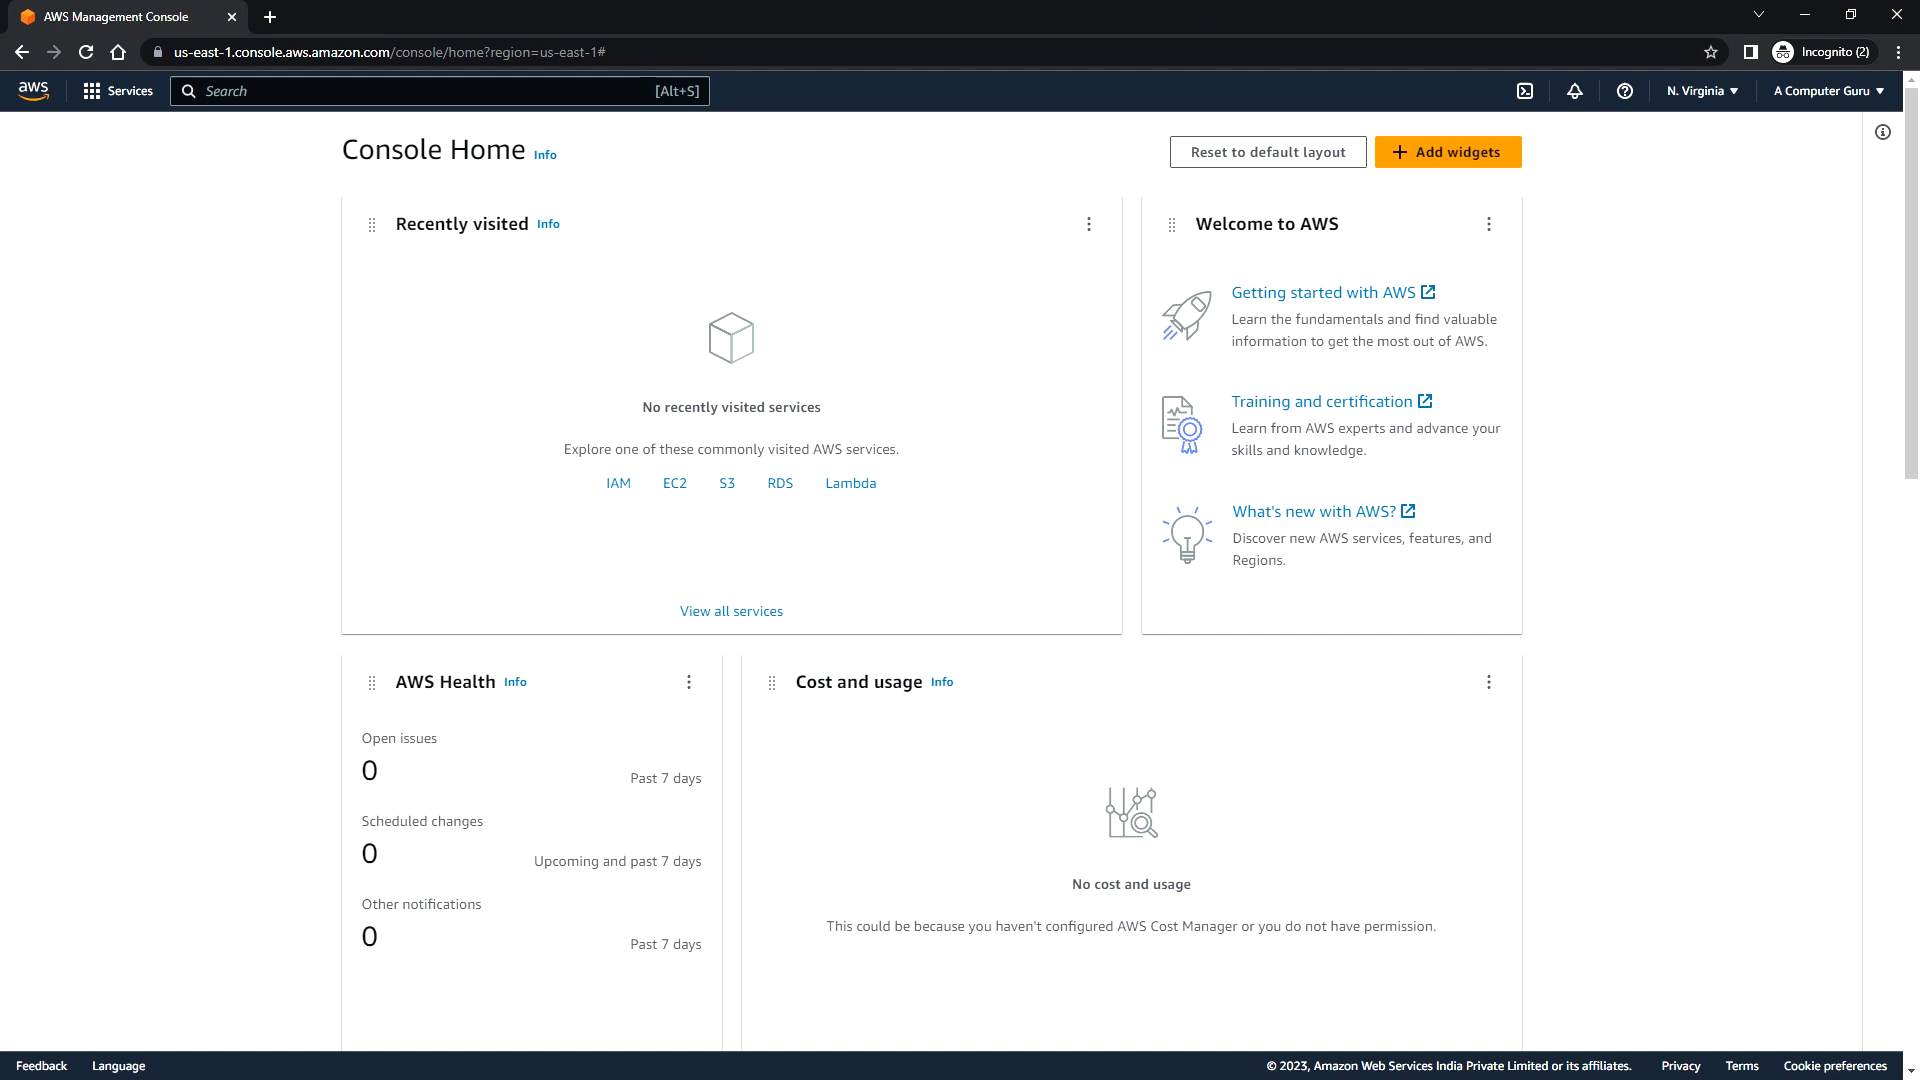 AWS Management Console
us-east-1.console.aws.amazon.com/console/home?region=us-east-1#
Incognito (2)
aws
Services
Search
[Alt+S]
N. Virginia
A Computer Guru
Console Home Info
Reset to default layout
Add widgets
Recently visited Info
No recently visited services
Explore one of these commonly visited AWS services.
IAM EC2 S3 RDS Lambda
View all services
Welcome to AWS
Getting started with AWS
Learn the fundamentals and find valuable
information to get the most out of AWS.
Training and certification
Learn from AWS experts and advance your
skills and knowledge.
What's new with AWS?
Discover new AWS services, features, and
Regions.
AWS Health Info
Open issues
0
Past 7 days
Scheduled changes
0
Upcoming and past 7 days
Other notifications
0
Past 7 days
Cost and usage Info
No cost and usage
This could be because you haven't configured AWS Cost Manager or you do not have permission.
Feedback
Language
© 2023, Amazon Web Services India Private Limited or its affiliates.
Privacy
Terms
Cookie preferences